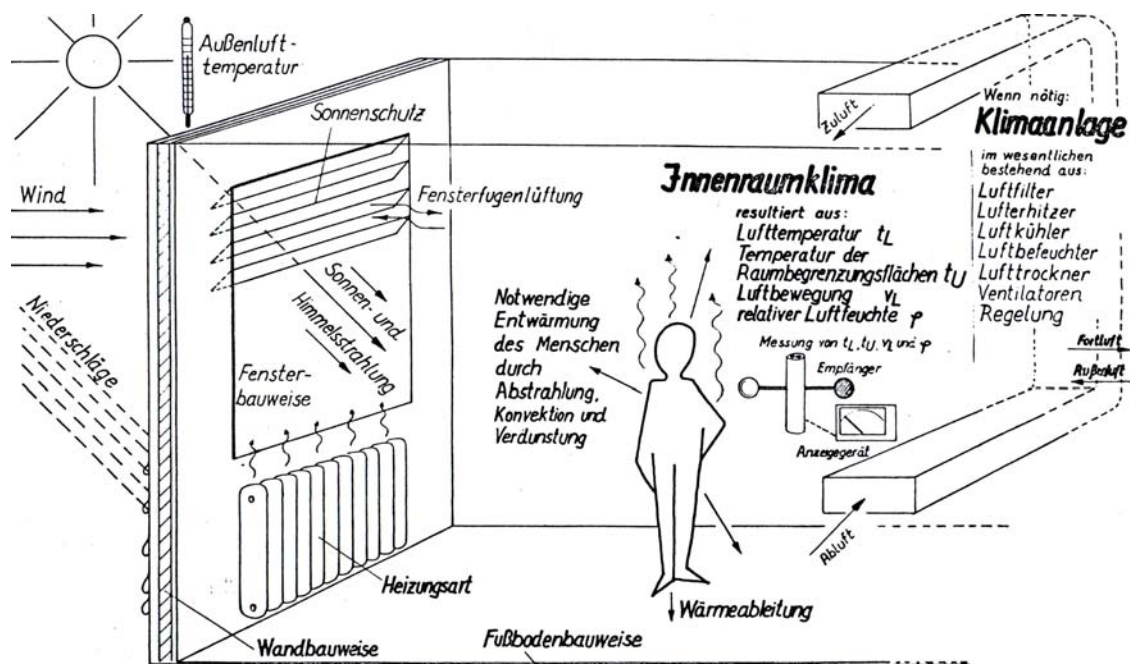 Außenluft-
temperatur
Sonnenschutz
Wind
Fensterfugenlüftung
Sonnen- und
Himmelsstrahlung
Niederschläge
Fenster-
bauweise
Heizungsart
Wandbauweise
Fußbodenbauweise
Notwendige
Entwärmung
des Menschen
durch
Abstrahlung,
Konvektion und
Verdunstung
Wärmeableitung
Innenraumklima
resultiert aus:
Lufttemperatur tL
Temperatur der
Raumbegrenzungsflächen tU
Luftbewegung vL
relativer Luftfeuchte φ
Messung von tL, tU, vL und φ
Empfänger
Anzeigegerät
Zuluft
Wenn nötig:
Klimaanlage
im wesentlichen
bestehend aus:
Luftfilter
Lufterhitzer
Luftkühler
Luftbefeuchter
Lufttrockner
Ventilatoren
Regelung
Fortluft
Außenluft
Abluft